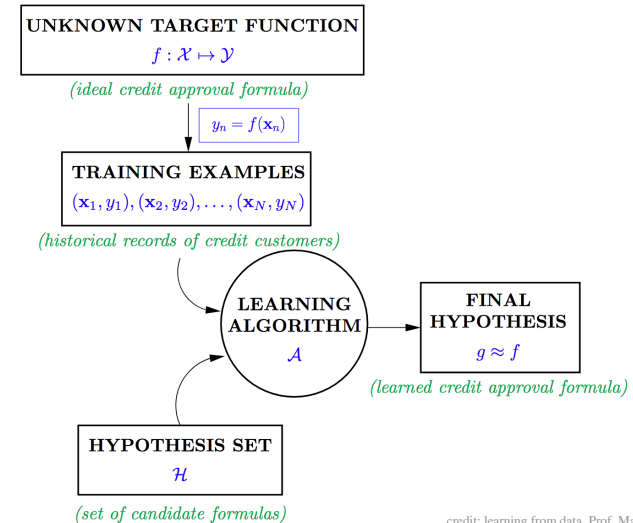 UNKNOWN TARGET FUNCTION
f : 𝒳 ↦ 𝒴
(ideal credit approval formula)
yₙ = f(𝐱ₙ)
TRAINING EXAMPLES
(𝐱₁, y₁), (𝐱₂, y₂), . . . , (𝐱_N, y_N)
(historical records of credit customers)
LEARNING
ALGORITHM
𝒜
FINAL
HYPOTHESIS
g ≈ f
(learned credit approval formula)
HYPOTHESIS SET
ℋ
(set of candidate formulas)
credit: learning from data, Prof.